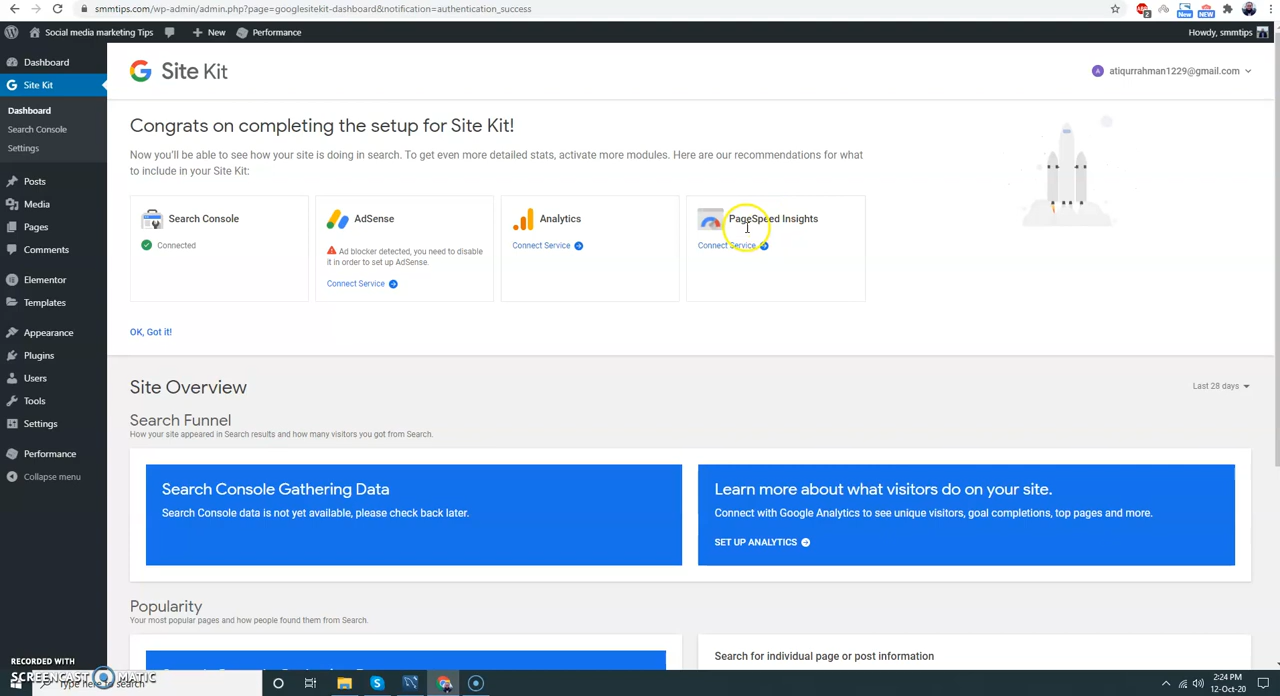 smmtips.com/wp-admin/admin.php?page=googlesitekit-dashboard&notification=authentication_success
2
New
NEW
Social media marketing Tips
New
Performance
Howdy, smmtips
Dashboard
Site Kit
Dashboard
Search Console
Settings
Posts
Media
Pages
Comments
Elementor
Templates
Appearance
Plugins
Users
Tools
Settings
Performance
Collapse menu
Site Kit
A
atiqurrahman1229@gmail.com
Congrats on completing the setup for Site Kit!
Now you'll be able to see how your site is doing in search. To get even more detailed stats, activate more modules. Here are our recommendations for what
to include in your Site Kit:
Search Console
Connected
AdSense
Ad blocker detected, you need to disable
it in order to set up AdSense.
Connect Service
Analytics
Connect Service
PageSpeed Insights
Connect Service
OK, Got it!
Site Overview
Last 28 days
Search Funnel
How your site appeared in Search results and how many visitors you got from Search.
Search Console Gathering Data
Search Console data is not yet available, please check back later.
Learn more about what visitors do on your site.
Connect with Google Analytics to see unique visitors, goal completions, top pages and more.
SET UP ANALYTICS
Popularity
Your most popular pages and how people found them from Search.
Search for individual page or post information
RECORDED WITH
SCREENCAST MATIC
Type here to search
2:24 PM
12-Oct-20